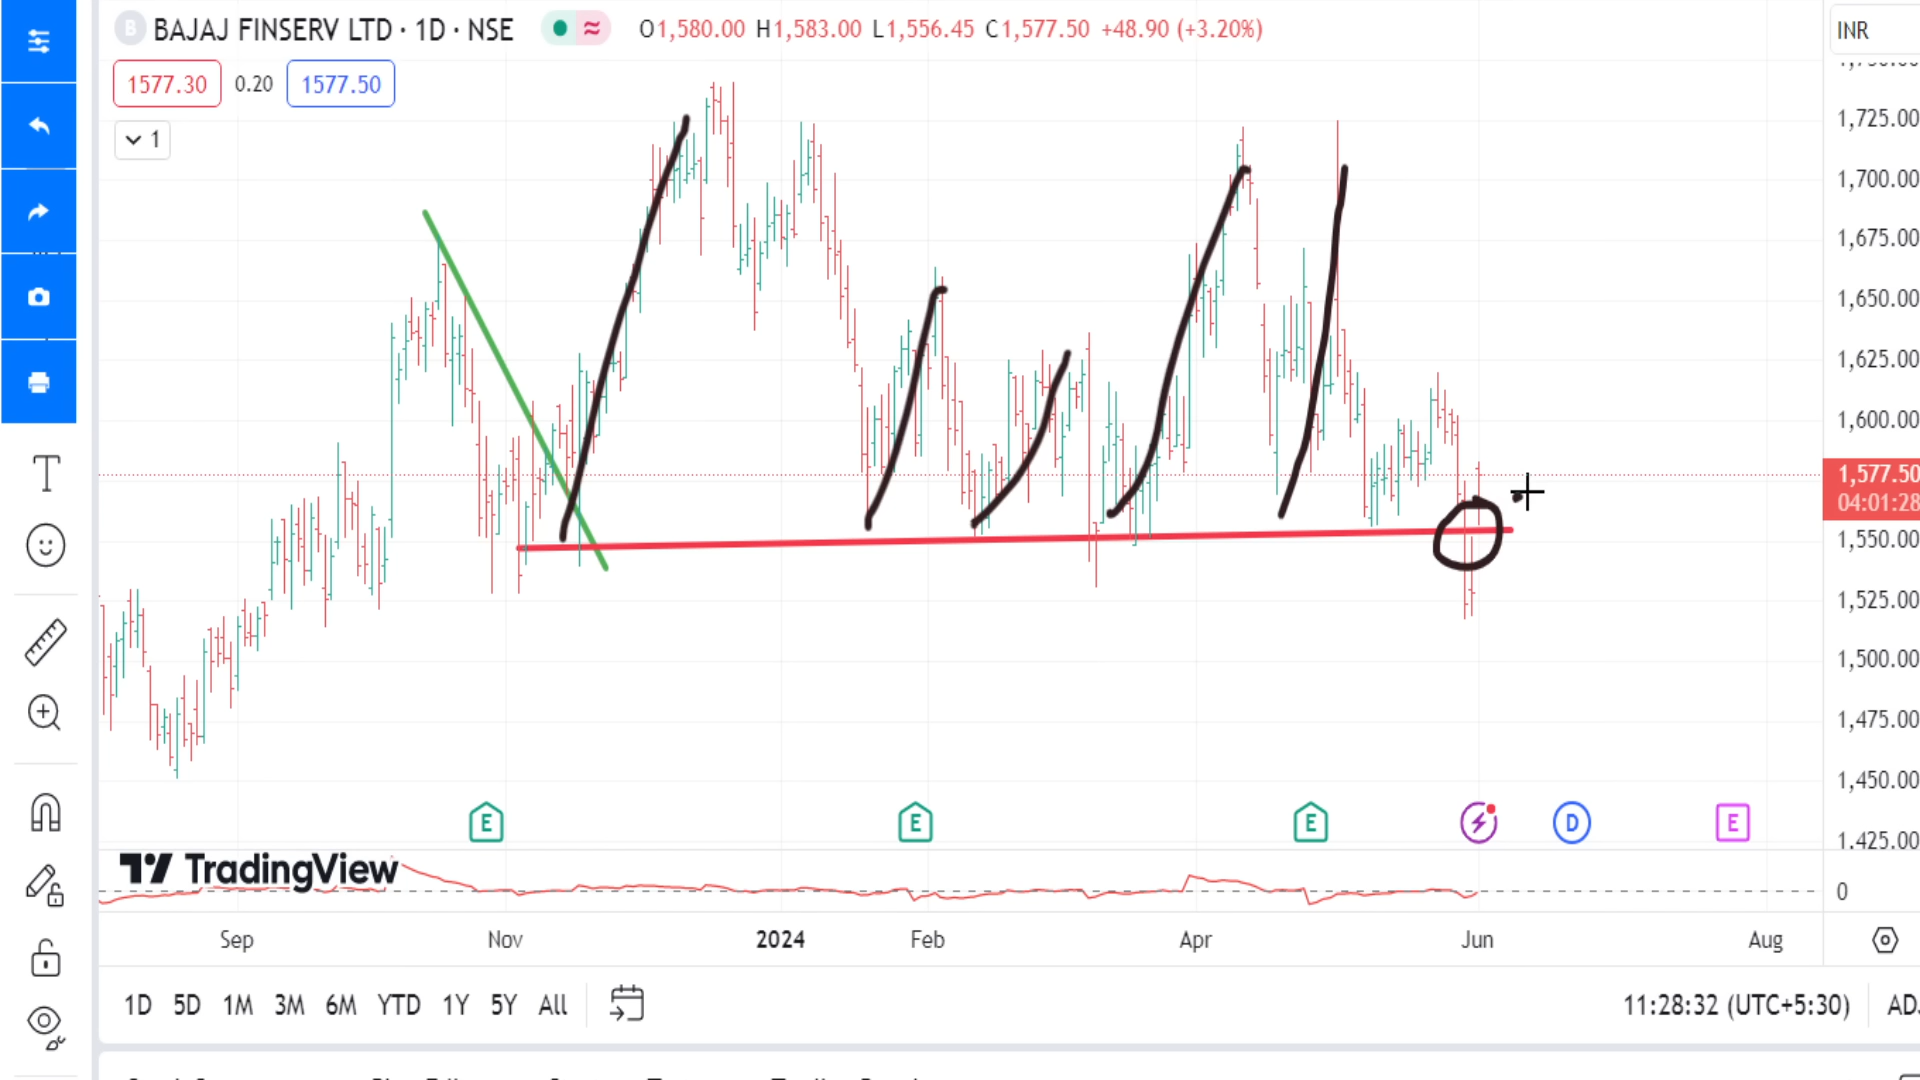 BAJAJ FINSERV LTD · 1D · NSE
O1,580.00 H1,583.00 L1,556.45 C1,577.50 +48.90 (+3.20%)
INR
1577.30 0.20 1577.50
1
1,725.00
1,700.00
1,675.00
1,650.00
1,625.00
1,600.00
1,577.50
04:01:28
1,550.00
1,525.00
1,500.00
1,475.00
1,450.00
1,425.00
E E E D E
TradingView
0
Sep Nov 2024 Feb Apr Jun Aug
1D 5D 1M 3M 6M YTD 1Y 5Y All
11:28:32 (UTC+5:30)